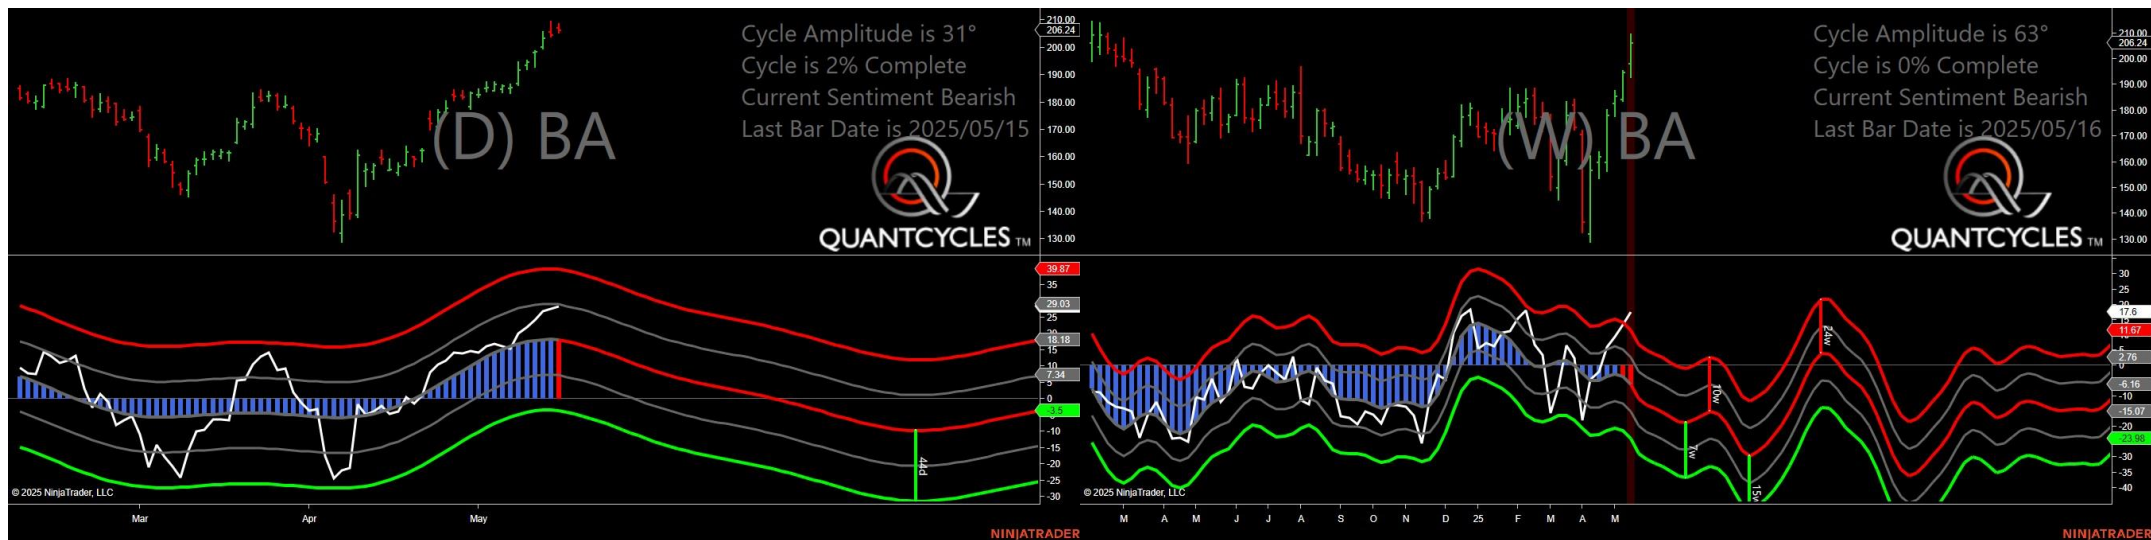 Cycle Amplitude is 31°
Cycle is 2% Complete
Current Sentiment Bearish
Last Bar Date is 2025/05/15
(D) BA
QUANTCYCLES TM
210.00
206.24
200.00
190.00
180.00
170.00
160.00
150.00
140.00
130.00
39.87
35
29.03
25
18.18
15
10
7.34
5
0
-3.5
-10
-15
-20
-25
-30
44d
© 2025 NinjaTrader, LLC
Mar
Apr
May
NINJATRADER
Cycle Amplitude is 63°
Cycle is 0% Complete
Current Sentiment Bearish
Last Bar Date is 2025/05/16
(W) BA
QUANTCYCLES TM
210.00
206.24
200.00
190.00
180.00
170.00
160.00
150.00
140.00
130.00
30
25
17.6
11.67
5
2.76
-6.16
-10
-15.07
-20
-23.98
-30
-35
-40
7w
10w
15w
24w
© 2025 NinjaTrader, LLC
M A M J J A S O N D 25 F M A M
NINJATRADER